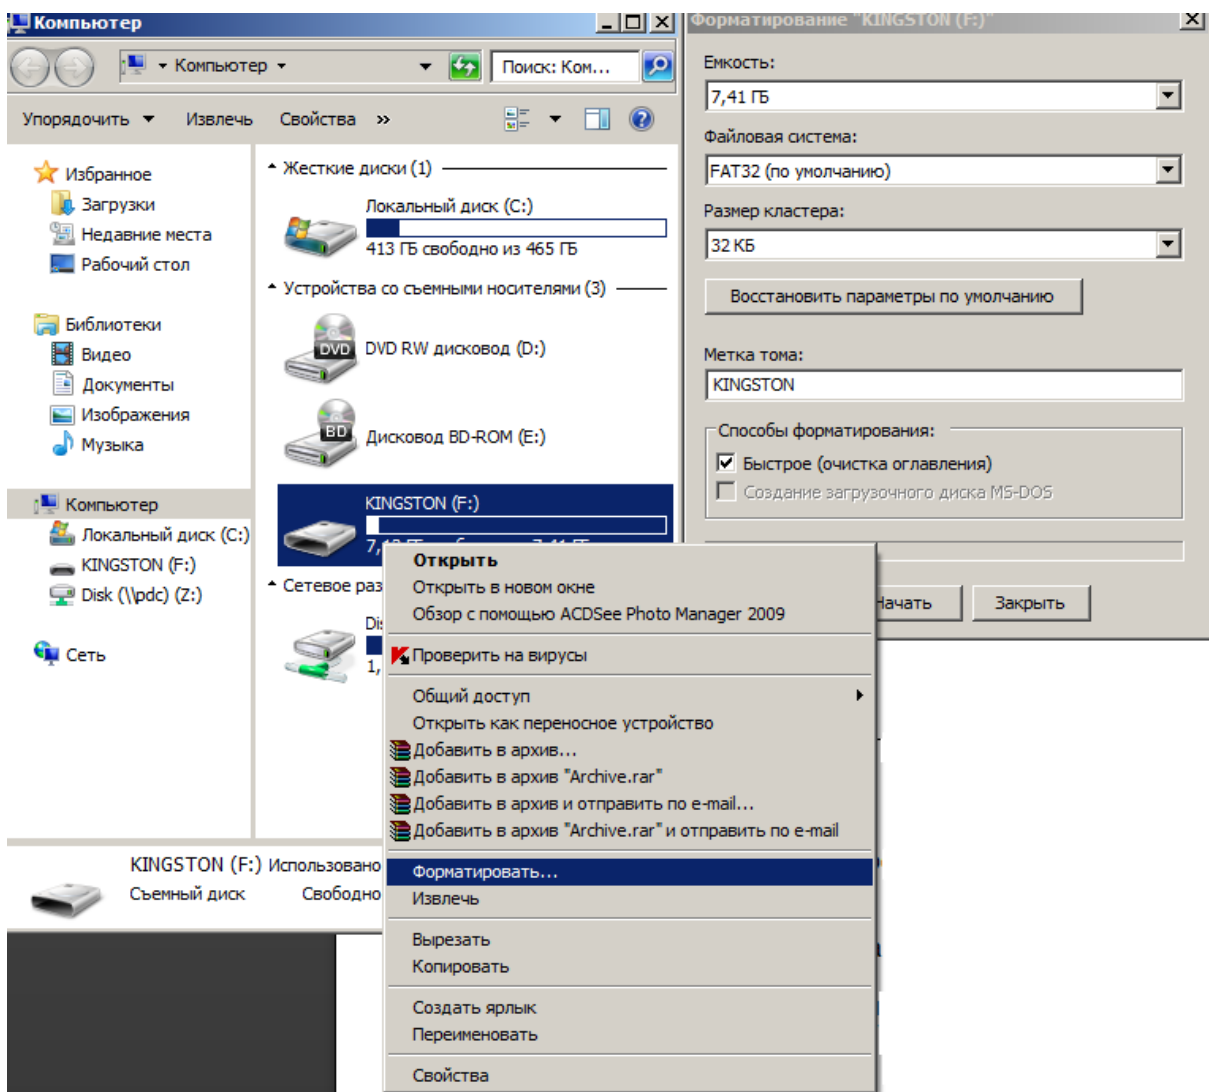 Компьютер
Компьютер
Поиск: Ком...
Упорядочить
Извлечь
Свойства
»
Избранное
Загрузки
Недавние места
Рабочий стол
Библиотеки
Видео
Документы
Изображения
Музыка
Компьютер
Локальный диск (C:)
KINGSTON (F:)
Disk (\\pdc) (Z:)
Сеть
Жесткие диски (1)
Локальный диск (C:)
413 ГБ свободно из 465 ГБ
Устройства со съемными носителями (3)
DVD
DVD RW дисковод (D:)
BD
Дисковод BD-ROM (E:)
KINGSTON (F:)
Сетевое раз
1,
KINGSTON (F:) Использовано
Съемный диск
Свободно
Открыть
Открыть в новом окне
Обзор с помощью ACDSee Photo Manager 2009
Проверить на вирусы
Общий доступ
Открыть как переносное устройство
Добавить в архив...
Добавить в архив "Archive.rar"
Добавить в архив и отправить по e-mail...
Добавить в архив "Archive.rar" и отправить по e-mail
Форматировать...
Извлечь
Вырезать
Копировать
Создать ярлык
Переименовать
Свойства
Форматирование "KINGSTON (F:)"
Емкость:
7,41 ГБ
Файловая система:
FAT32 (по умолчанию)
Размер кластера:
32 КБ
Восстановить параметры по умолчанию
Метка тома:
KINGSTON
Способы форматирования:
Быстрое (очистка оглавления)
Создание загрузочного диска MS-DOS
Начать
Закрыть